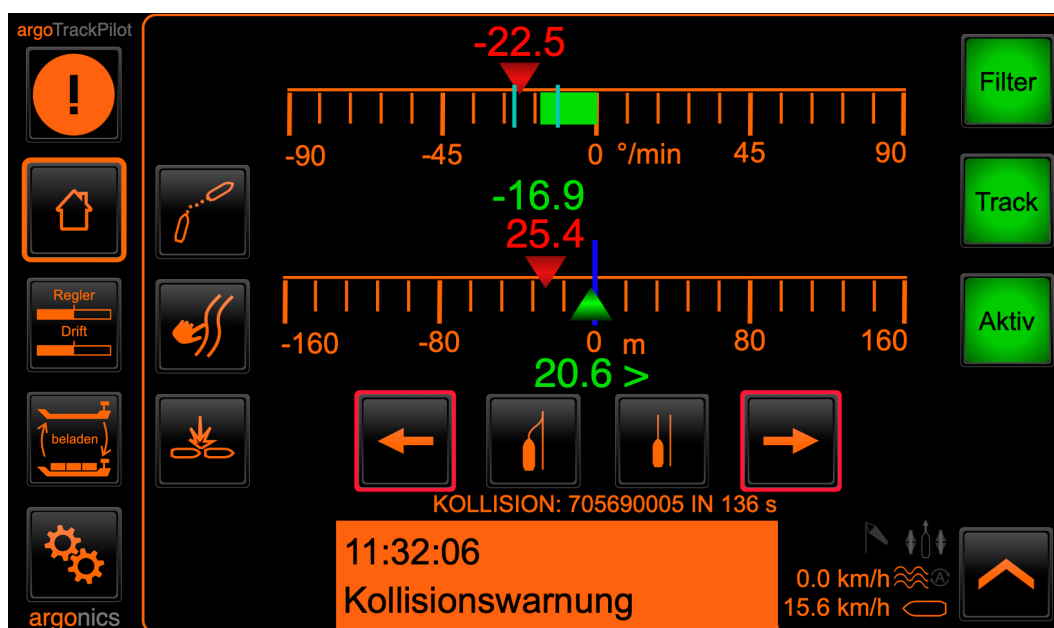 argoTrackPilot
!
-22.5
Filter
-90 -45 0 °/min 45 90
-16.9
Track
25.4
Regler
Drift
Aktiv
-160 -80 0 m 80 160
20.6 >
beladen
KOLLISION: 705690005 IN 136 s
11:32:06
Kollisionswarnung
A
0.0 km/h
15.6 km/h
argonics